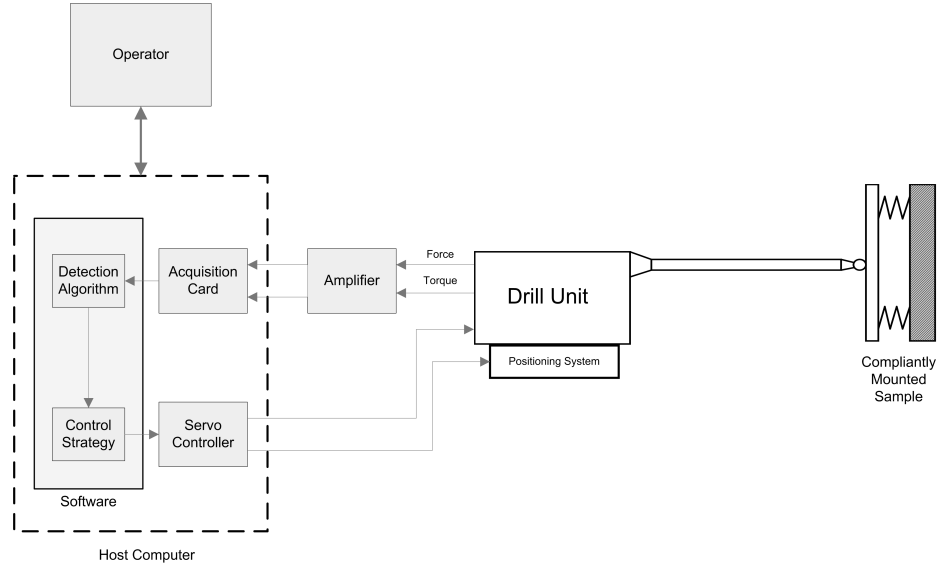 Operator
Detection
Algorithm
Acquisition
Card
Amplifier
Force
Torque
Drill Unit
Positioning System
Compliantly
Mounted
Sample
Control
Strategy
Servo
Controller
Software
Host Computer